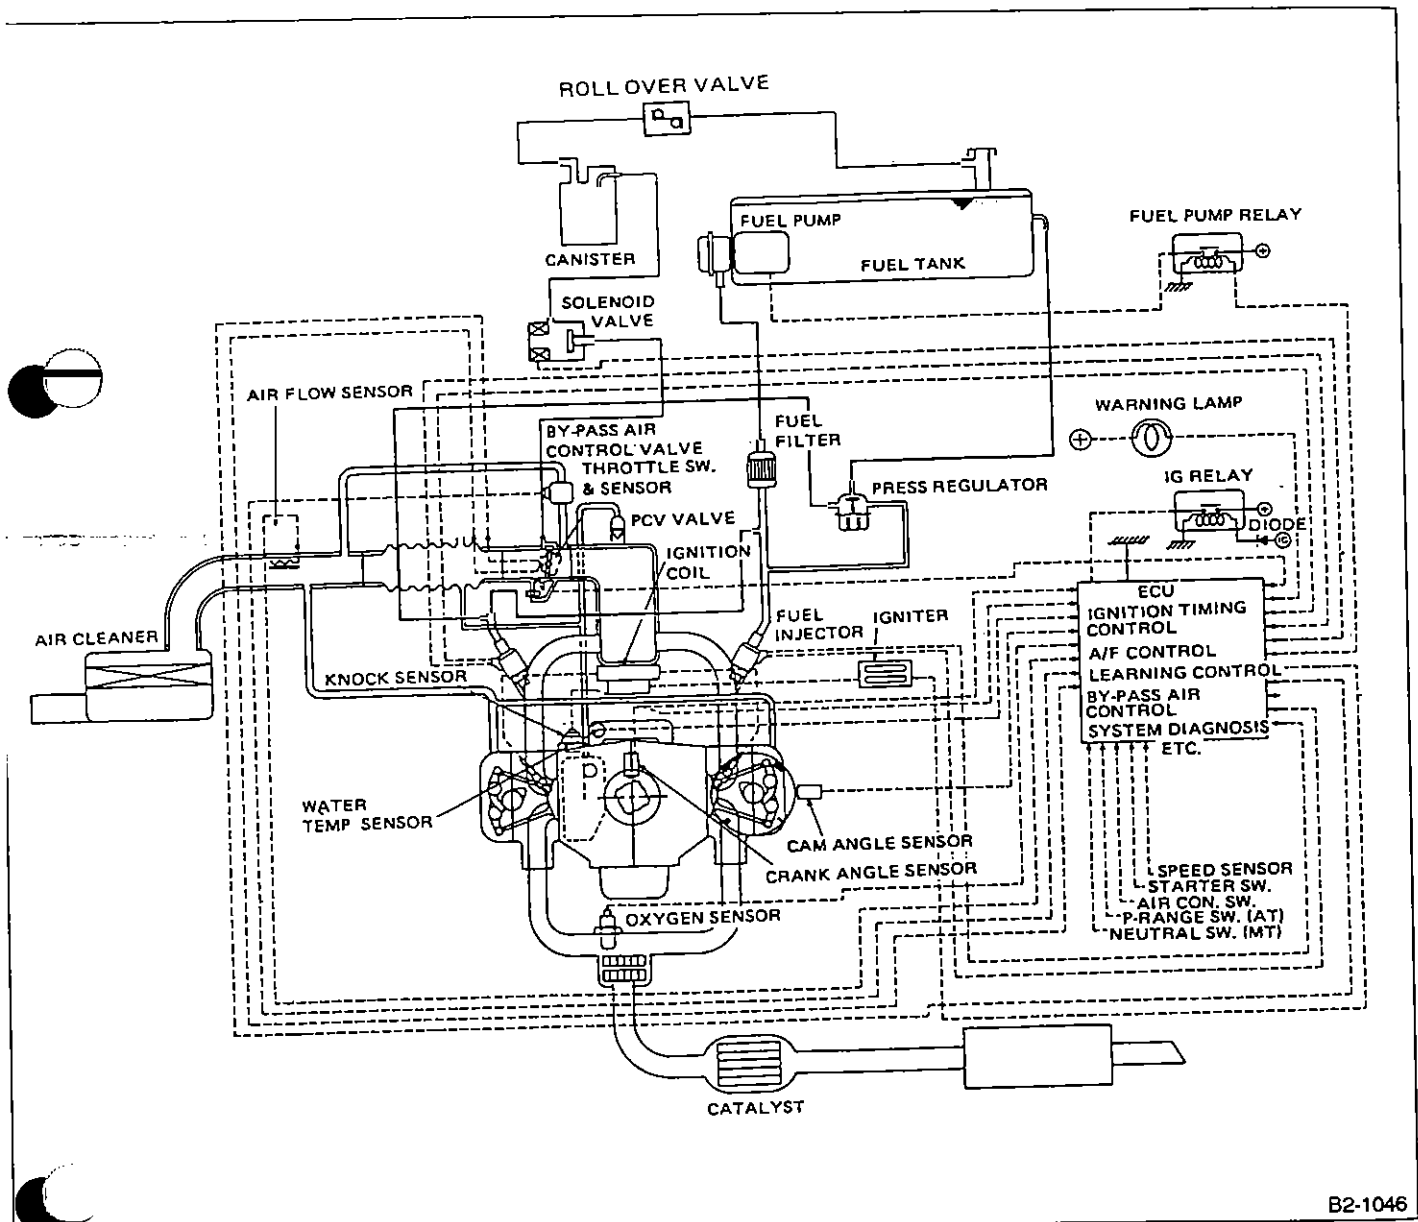 ROLL OVER VALVE
FUEL PUMP
FUEL PUMP RELAY
CANISTER
FUEL TANK
SOLENOID
VALVE
AIR FLOW SENSOR
WARNING LAMP
BY-PASS AIR
CONTROL VALVE
THROTTLE SW.
& SENSOR
FUEL
FILTER
PRESS REGULATOR
IG RELAY
PCV VALVE
DIODE
IG
IGNITION
COIL
ECU
IGNITION TIMING
CONTROL
A/F CONTROL
LEARNING CONTROL
BY-PASS AIR
CONTROL
SYSTEM DIAGNOSIS
ETC.
AIR CLEANER
FUEL
INJECTOR
IGNITER
KNOCK SENSOR
WATER
TEMP SENSOR
CAM ANGLE SENSOR
CRANK ANGLE SENSOR
OXYGEN SENSOR
SPEED SENSOR
STARTER SW.
AIR CON. SW.
P-RANGE SW. (AT)
NEUTRAL SW. (MT)
CATALYST
B2-1046